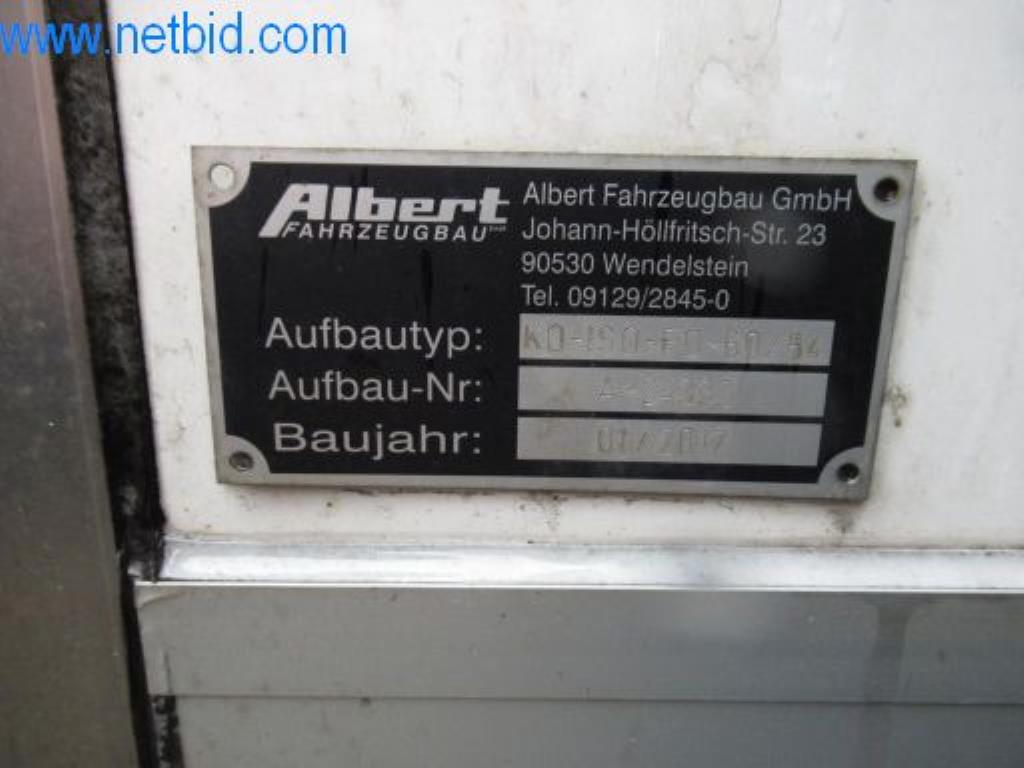 www.netbid.com
Albert
FAHRZEUGBAU
Albert Fahrzeugbau GmbH
Johann-Höllfritsch-Str. 23
90530 Wendelstein
Tel. 09129/2845-0
Aufbautyp:
Aufbau-Nr:
Baujahr: